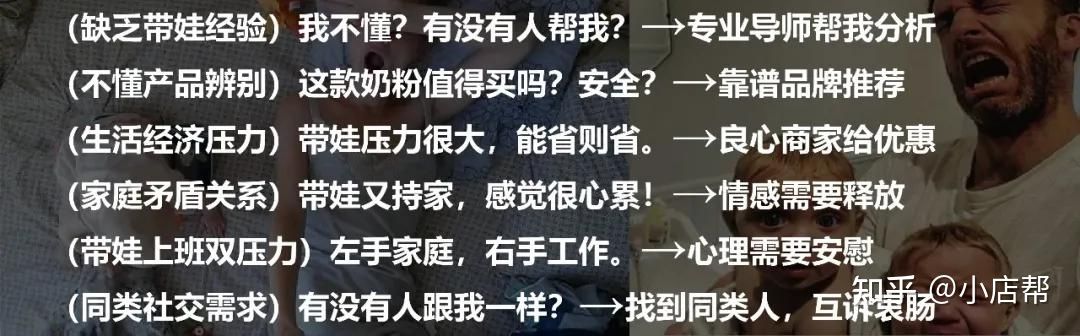 （缺乏带娃经验）我不懂？有没有人帮我？→专业导师帮我分析
（不懂产品辨别）这款奶粉值得买吗？安全？→靠谱品牌推荐
（生活经济压力）带娃压力很大，能省则省。→良心商家给优惠
（家庭矛盾关系）带娃又持家，感觉很心累！→情感需要释放
（带娃上班双压力）左手家庭，右手工作。→心理需要安慰
（同类社交需求）有没有人跟我一样？→找到同类人，互诉衷肠
知乎 @小店帮